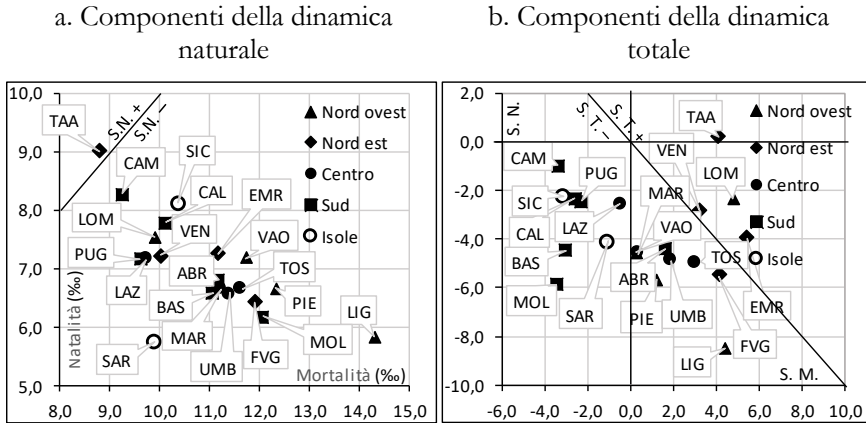 a. Componenti della dinamica
naturale
10,0
9,0
8,0
7,0
6,0
5,0
8,0 9,0 10,0 11,0 12,0 13,0 14,0 15,0
Natalità (‰)
Mortalità (‰)
S.N. +
S.N. –
TAA
CAM
SIC
CAL
EMR
LOM
VEN
VAO
PUG
LAZ
ABR
TOS
BAS
PIE
LIG
SAR
MAR
UMB
FVG
MOL
Nord ovest
Nord est
Centro
Sud
Isole
b. Componenti della dinamica
totale
2,0
0,0
-2,0
-4,0
-6,0
-8,0
-10,0
-6,0 -4,0 -2,0 0,0 2,0 4,0 6,0 8,0 10,0
S. N.
S. M.
S. T. –
S. T. +
TAA
VEN
CAM
PUG
MAR
LOM
SIC
LAZ
VAO
CAL
BAS
ABR
TOS
MOL
SAR
PIE
UMB
EMR
FVG
LIG
Nord ovest
Nord est
Centro
Sud
Isole